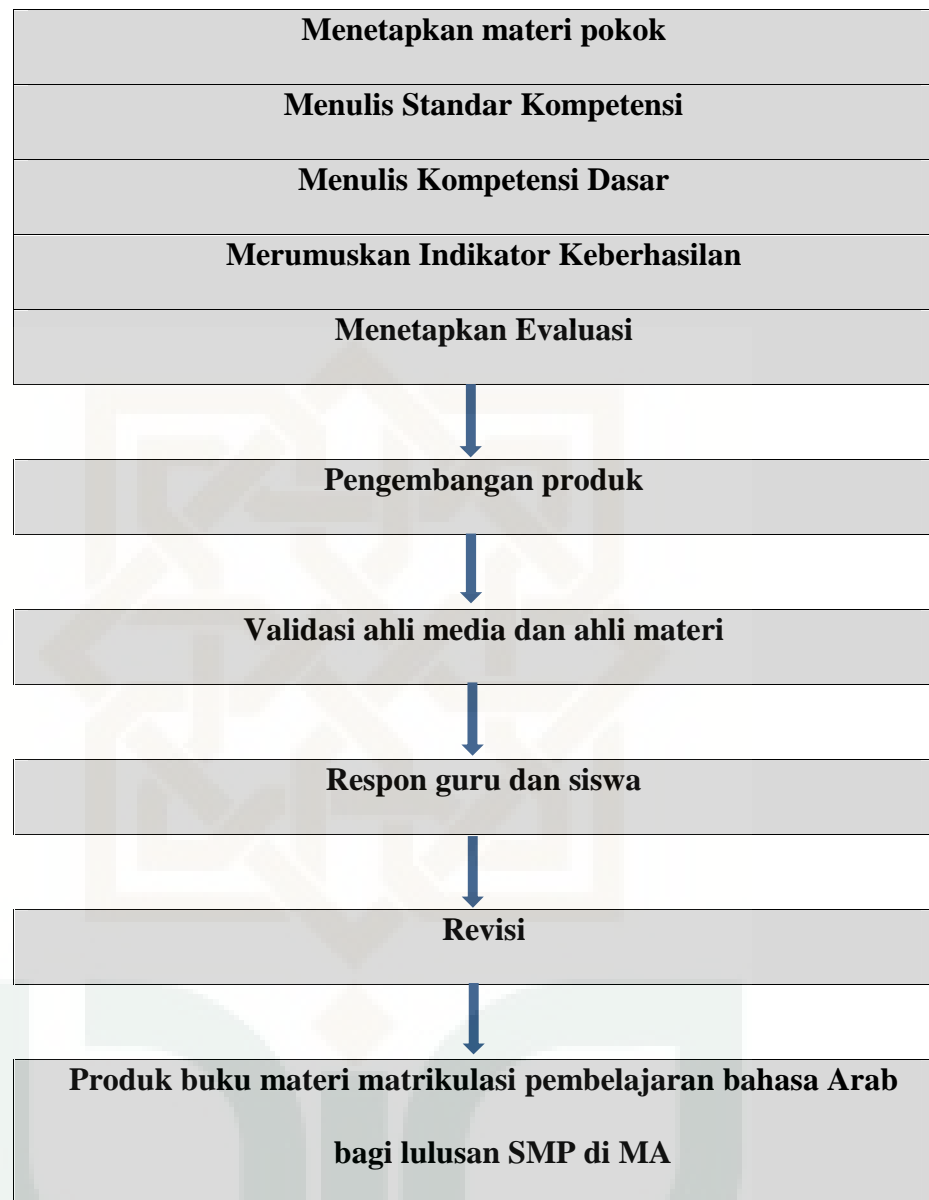 Menetapkan materi pokok
Menulis Standar Kompetensi
Menulis Kompetensi Dasar
Merumuskan Indikator Keberhasilan
Menetapkan Evaluasi
Pengembangan produk
Validasi ahli media dan ahli materi
Respon guru dan siswa
Revisi
Produk buku materi matrikulasi pembelajaran bahasa Arab
bagi lulusan SMP di MA